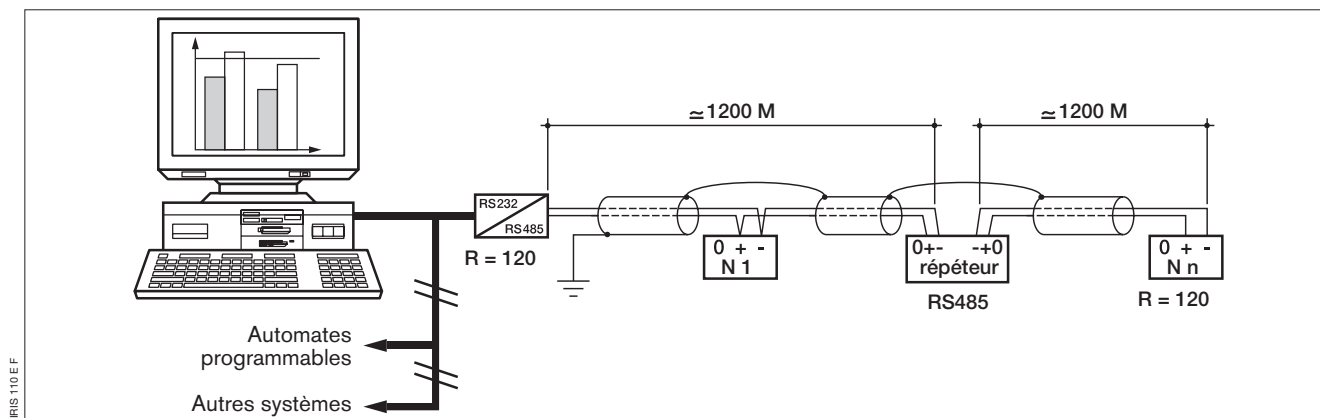 ≃1200 M
≃1200 M
RS232
RS485
R = 120
0 + -
N 1
0+- -+0
répéteur
RS485
0 + -
N n
R = 120
Automates
programmables
Autres systèmes
IRIS 110 E F